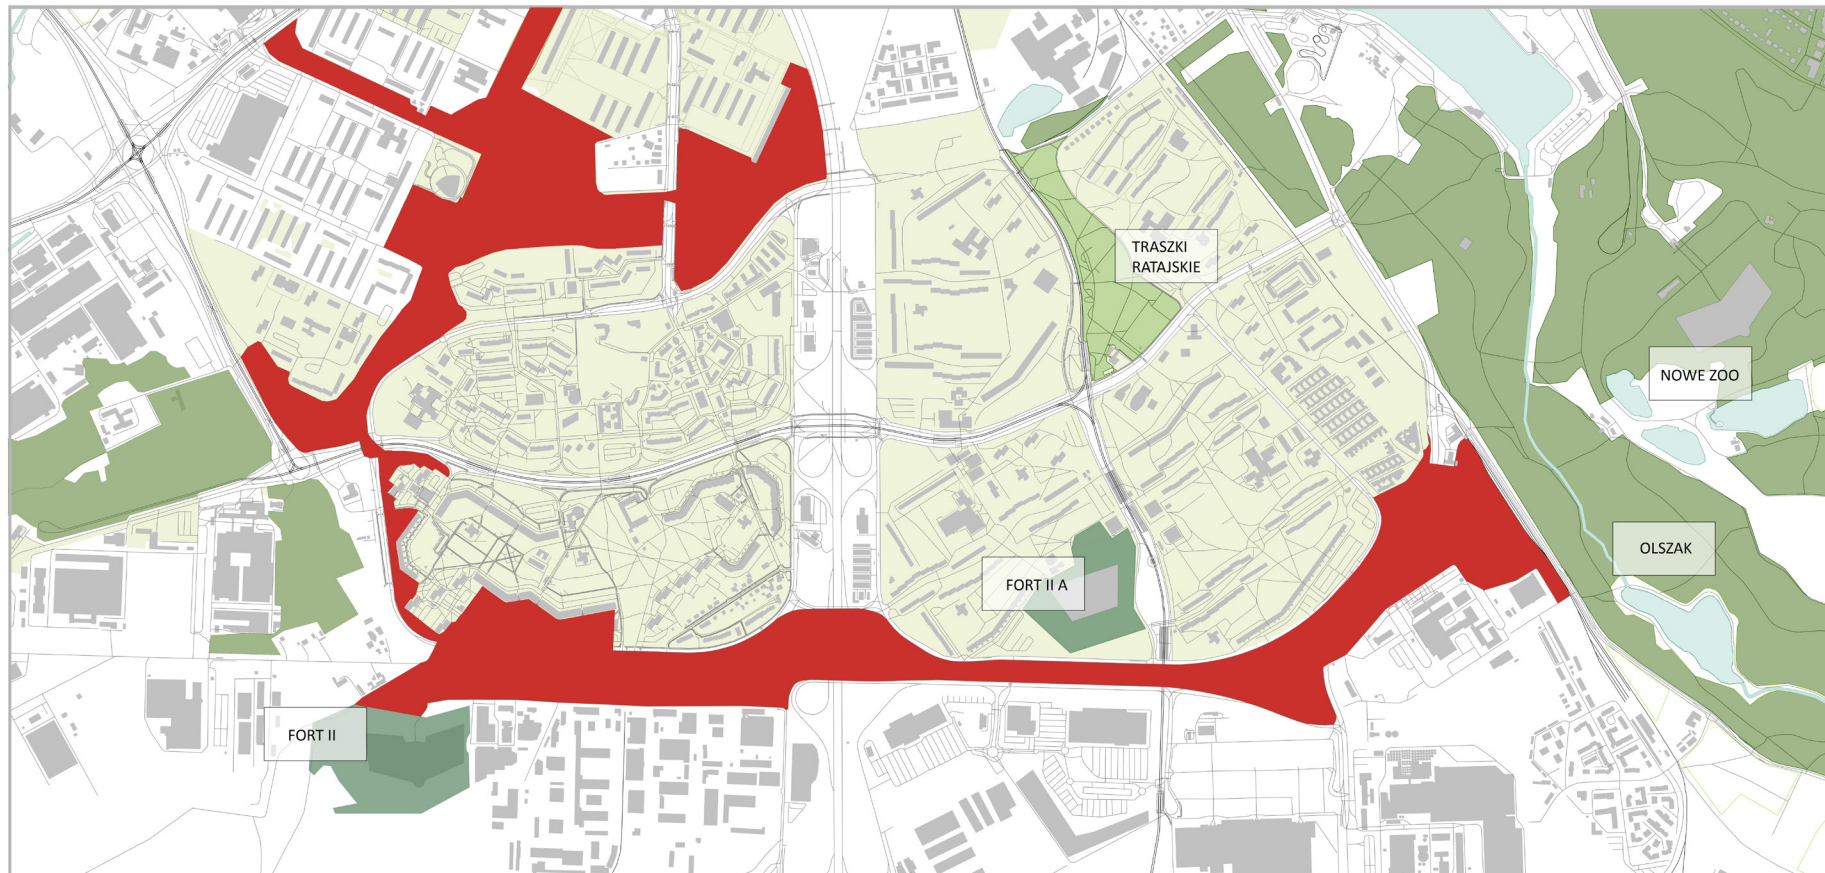 TRASZKI
RATAJSKIE
NOWE ZOO
OLSZAK
FORT II A
FORT II